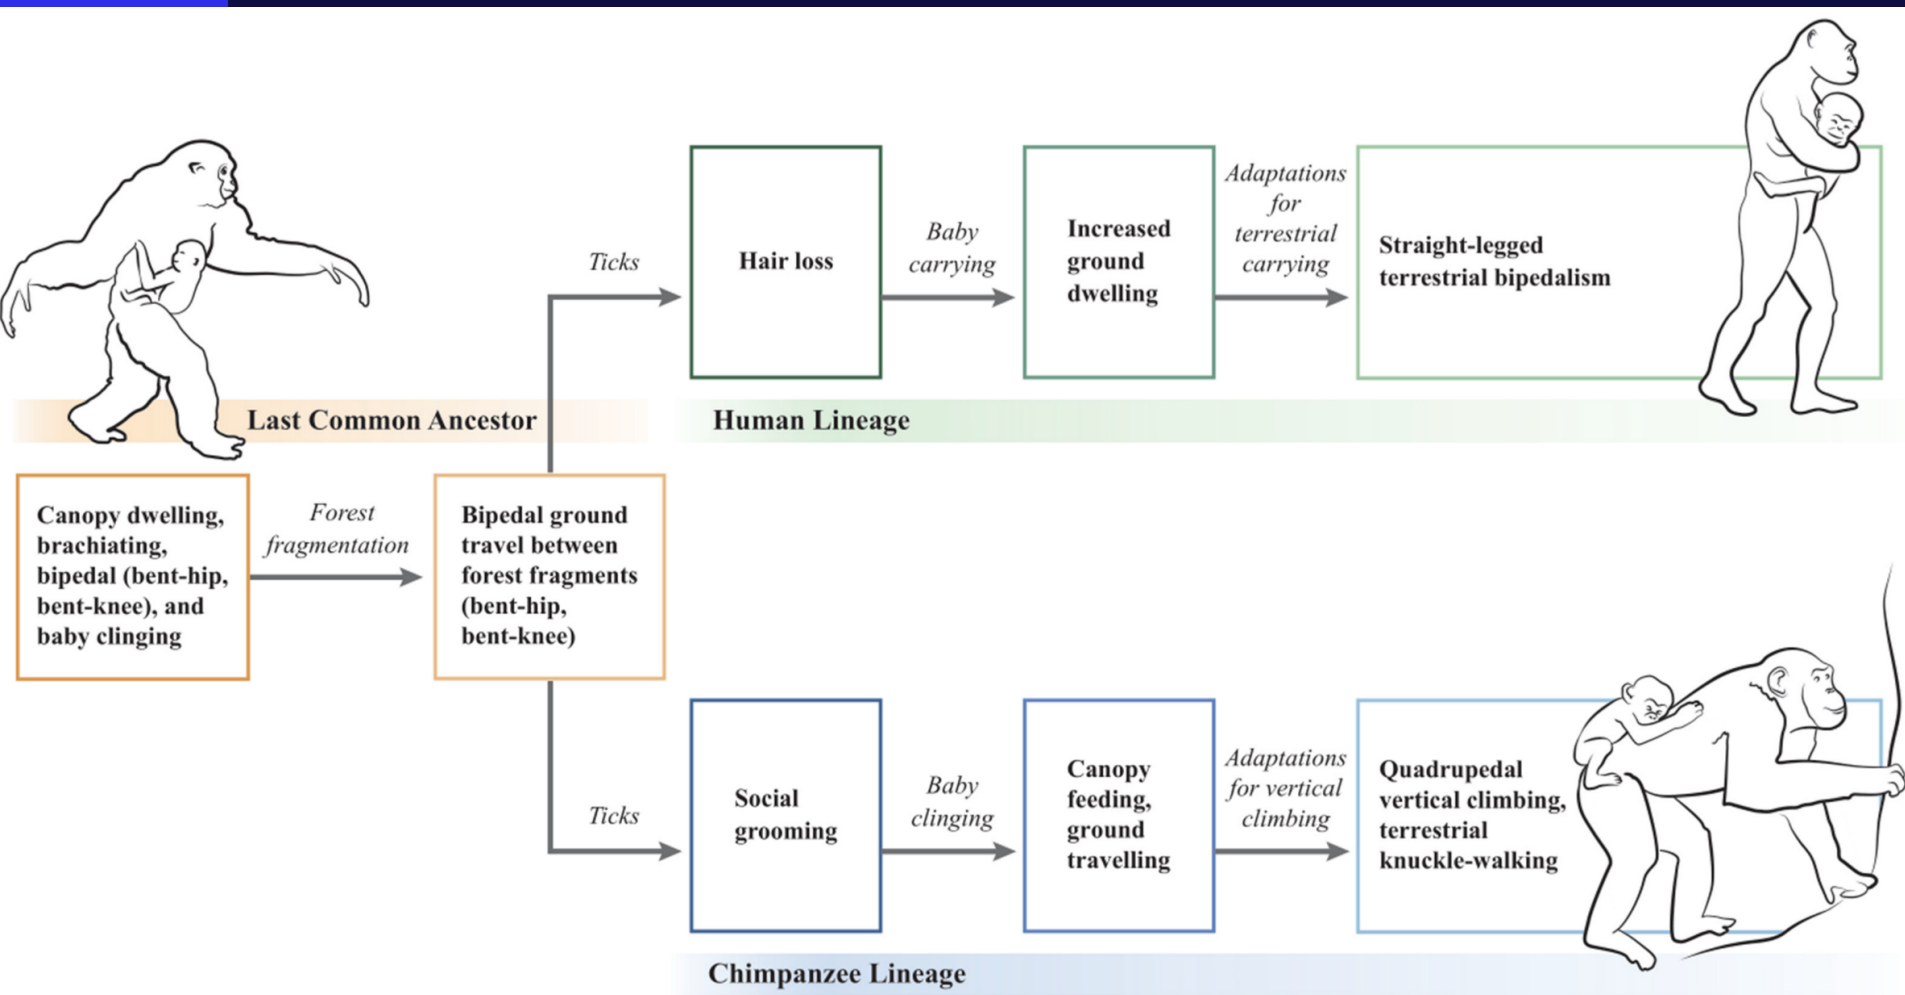 Last Common Ancestor
Canopy dwelling,
brachiating,
bipedal (bent-hip,
bent-knee), and
baby clinging
Forest
fragmentation
Bipedal ground
travel between
forest fragments
(bent-hip,
bent-knee)
Ticks
Hair loss
Baby
carrying
Increased
ground
dwelling
Adaptations
for
terrestrial
carrying
Straight-legged
terrestrial bipedalism
Human Lineage
Ticks
Social
grooming
Baby
clinging
Canopy
feeding,
ground
travelling
Adaptations
for vertical
climbing
Quadrupedal
vertical climbing,
terrestrial
knuckle-walking
Chimpanzee Lineage